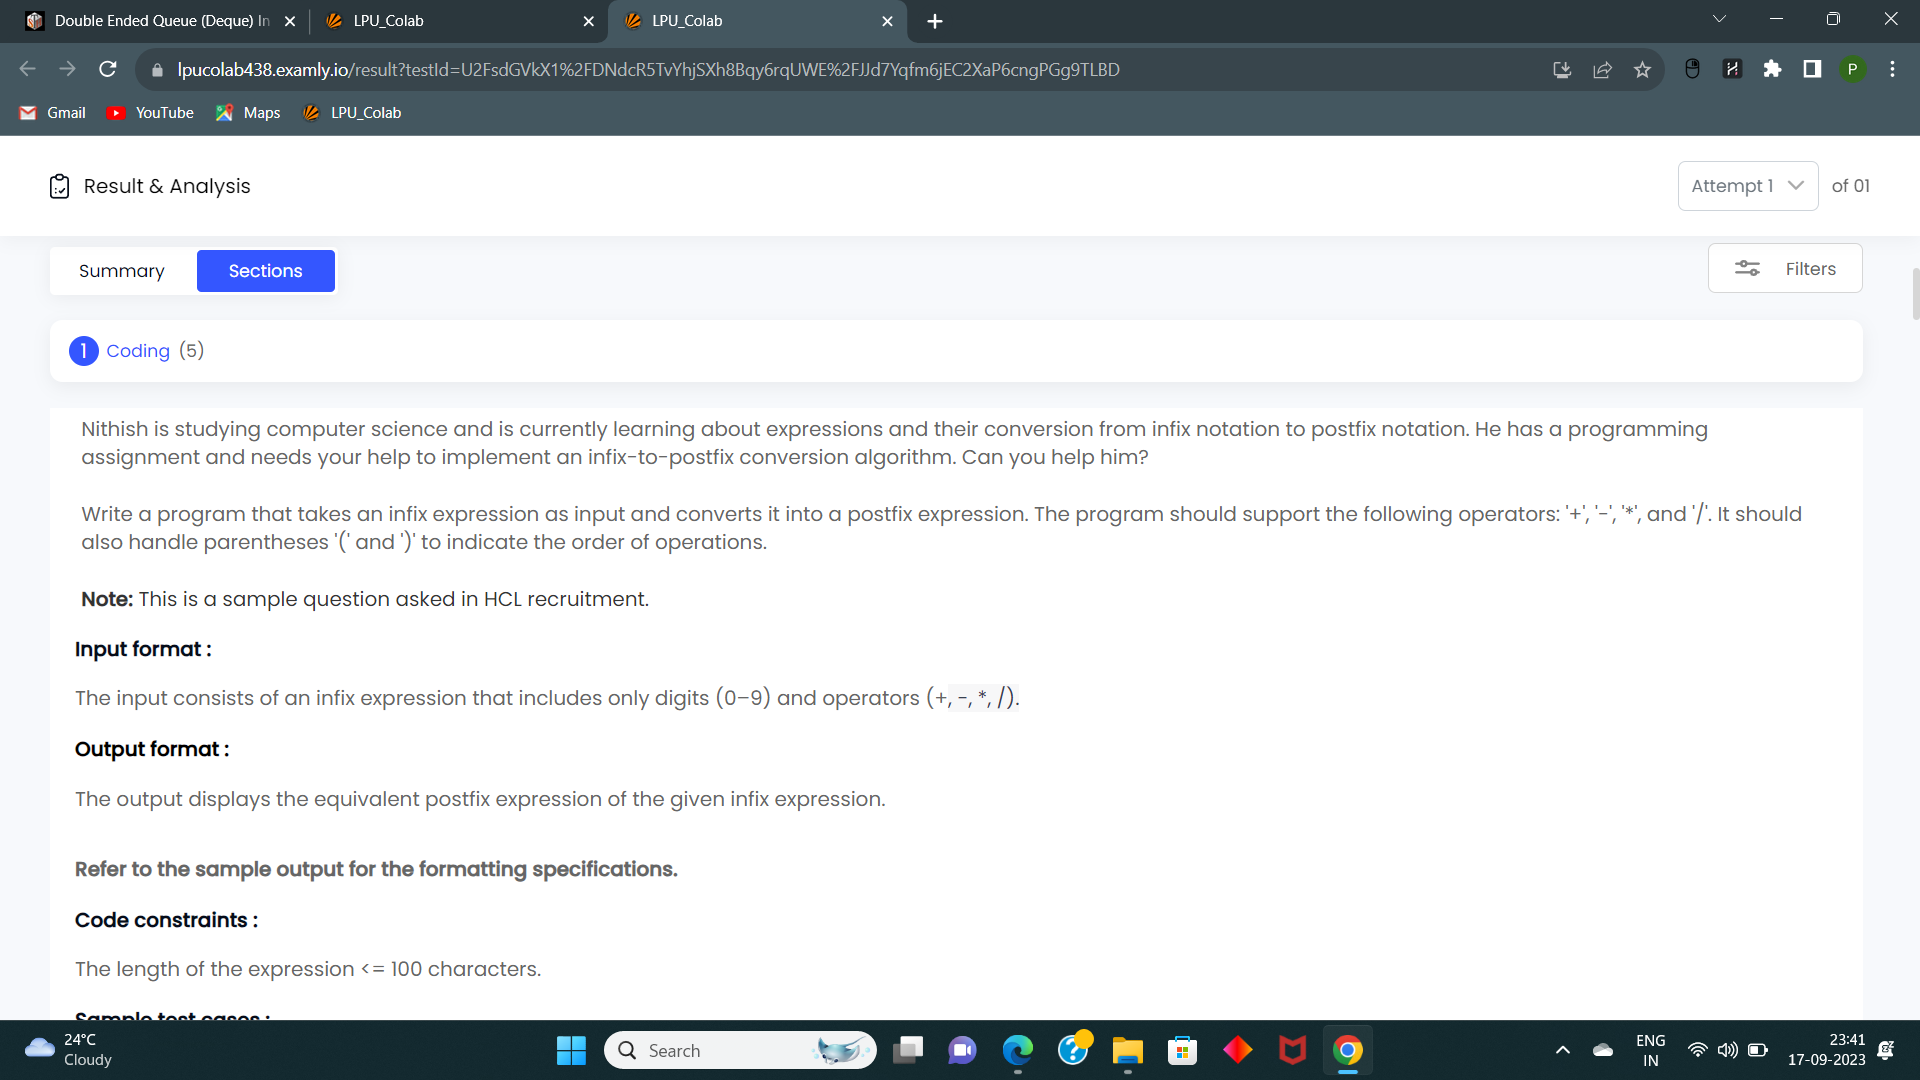 Double Ended Queue (Deque) In
LPU_Colab
LPU_Colab
lpucolab438.examly.io/result?testId=U2FsdGVkX1%2FDNdcR5TvYhjSXh8Bqy6rqUWE%2FJJd7Yqfm6jEC2XaP6cngPGg9TLBD
P
Gmail
YouTube
Maps
LPU_Colab
Result & Analysis
Attempt 1
of 01
Summary
Sections
Filters
1 Coding (5)
Nithish is studying computer science and is currently learning about expressions and their conversion from infix notation to postfix notation. He has a programming
assignment and needs your help to implement an infix-to-postfix conversion algorithm. Can you help him?
Write a program that takes an infix expression as input and converts it into a postfix expression. The program should support the following operators: '+', '-', '*', and '/'. It should
also handle parentheses '(' and ')' to indicate the order of operations.
Note: This is a sample question asked in HCL recruitment.
Input format :
The input consists of an infix expression that includes only digits (0-9) and operators (+, -, *, /).
Output format :
The output displays the equivalent postfix expression of the given infix expression.
Refer to the sample output for the formatting specifications.
Code constraints :
The length of the expression <= 100 characters.
Sample test cases :
24°C
Cloudy
Search
ENG
IN
23:41
17-09-2023